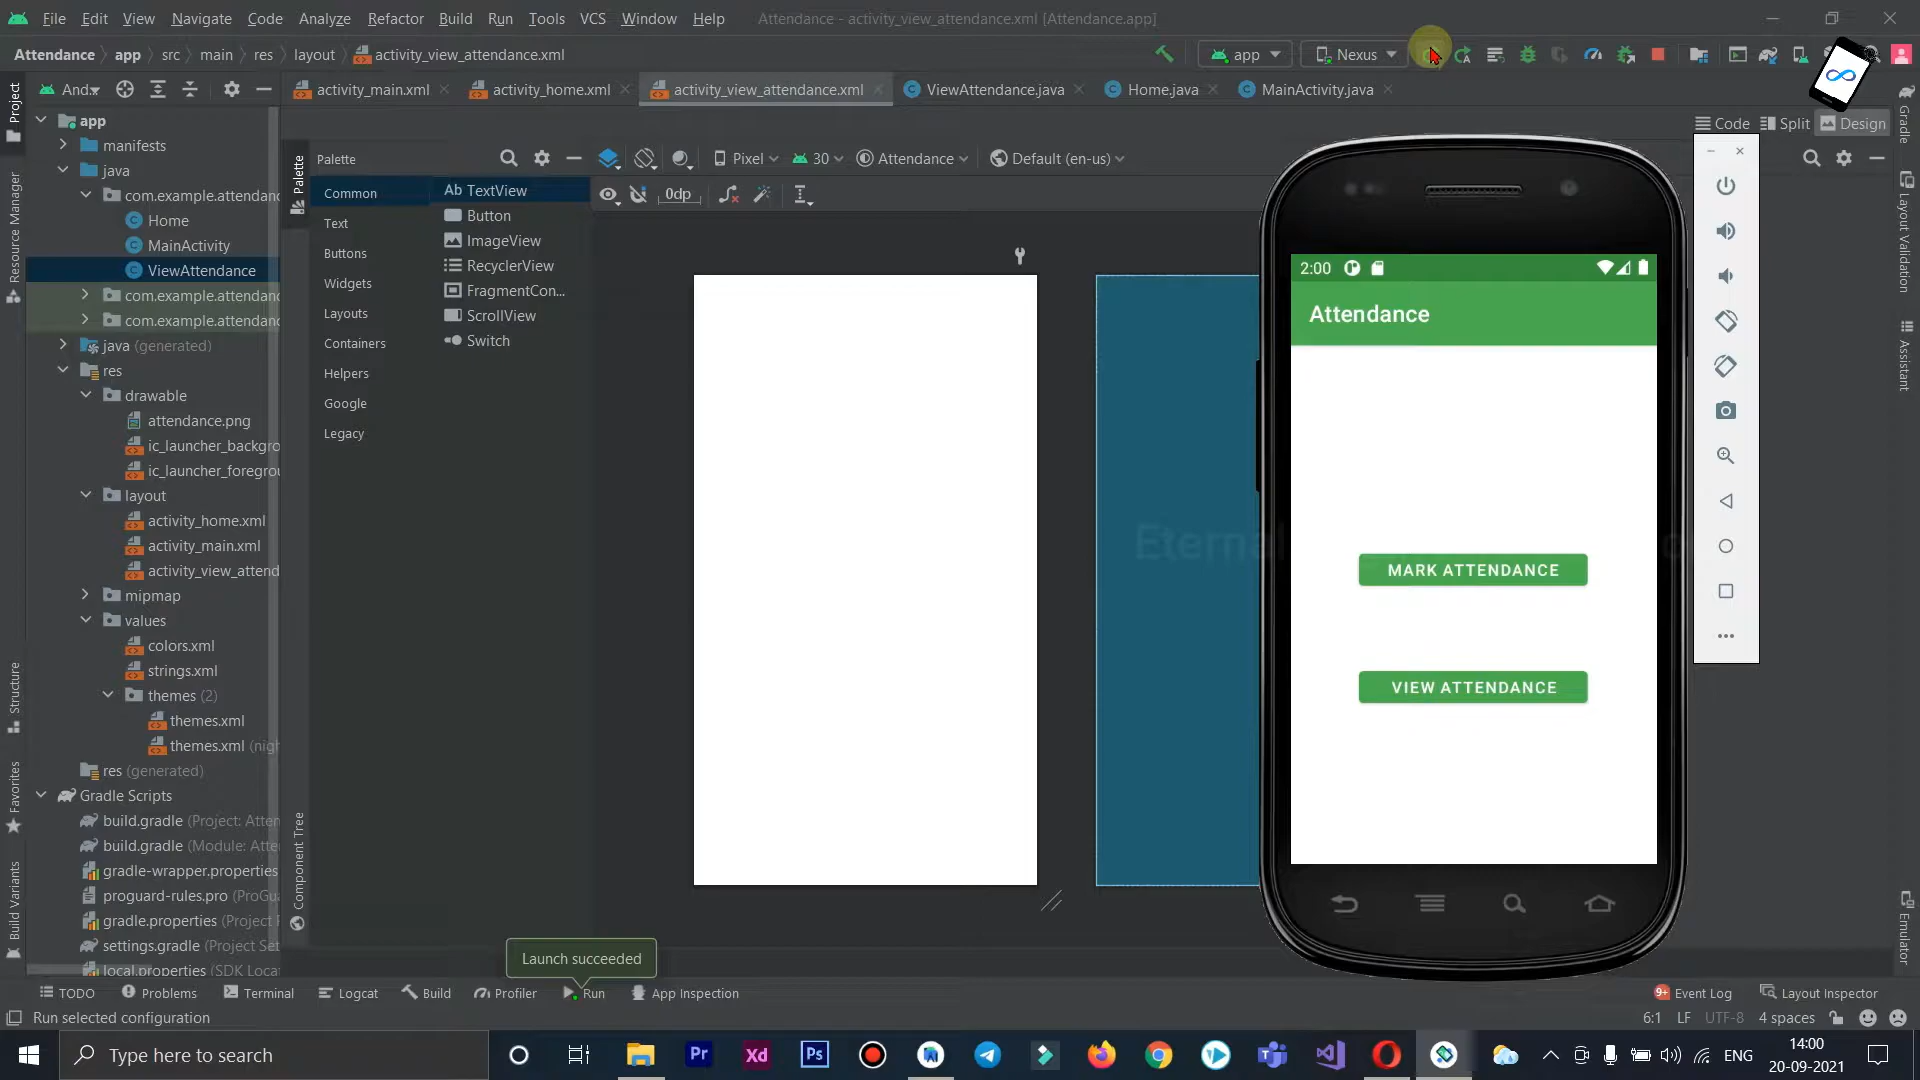 File Edit View Navigate Code Analyze Refactor Build Run Tools VCS Window Help Attendance - activity_view_attendance.xml [Attendance.app]
Attendance app src main res layout activity_view_attendance.xml app Nexus
And activity_main.xml activity_home.xml activity_view_attendance.xml ViewAttendance.java Home.java MainActivity.java
Code Split Design
Palette Pixel 30 Attendance Default (en-us)
0dp
Common
Text
Buttons
Widgets
Layouts
Containers
Helpers
Google
Legacy
Ab TextView
Button
ImageView
RecyclerView
FragmentCon...
ScrollView
Switch
app
manifests
java
com.example.attendanc
Home
MainActivity
ViewAttendance
com.example.attendanc
com.example.attendanc
java (generated)
res
drawable
attendance.png
ic_launcher_backgro
ic_launcher_foregrou
layout
activity_home.xml
activity_main.xml
activity_view_attend
mipmap
values
colors.xml
strings.xml
themes (2)
themes.xml
themes.xml (nigh
res (generated)
Gradle Scripts
build.gradle (Project: Atten
build.gradle (Module: Atte
gradle-wrapper.properties
proguard-rules.pro (ProGu
gradle.properties (Project
settings.gradle (Project Set
local.properties (SDK Loca
Project
Resource Manager
Structure
Favorites
Build Variants
Palette
Component Tree
Gradle
Layout Validation
Assistant
Emulator
Eternal
2:00
Attendance
MARK ATTENDANCE
VIEW ATTENDANCE
Launch succeeded
TODO Problems Terminal Logcat Build Profiler Run App Inspection 9+ Event Log Layout Inspector
Run selected configuration 6:1 LF UTF-8 4 spaces
Type here to search Pr Xd Ps ENG 14:00
20-09-2021